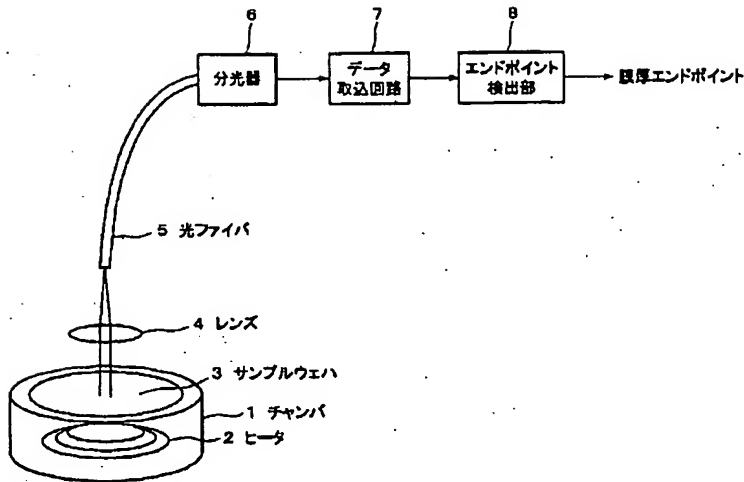 6
7
8
分光器
データ
取込回路
エンドポイント
検出部
膜厚エンドポイント
5 光ファイバ
4 レンズ
3 サンプルウェハ
1 チャンバ
2 ヒータ